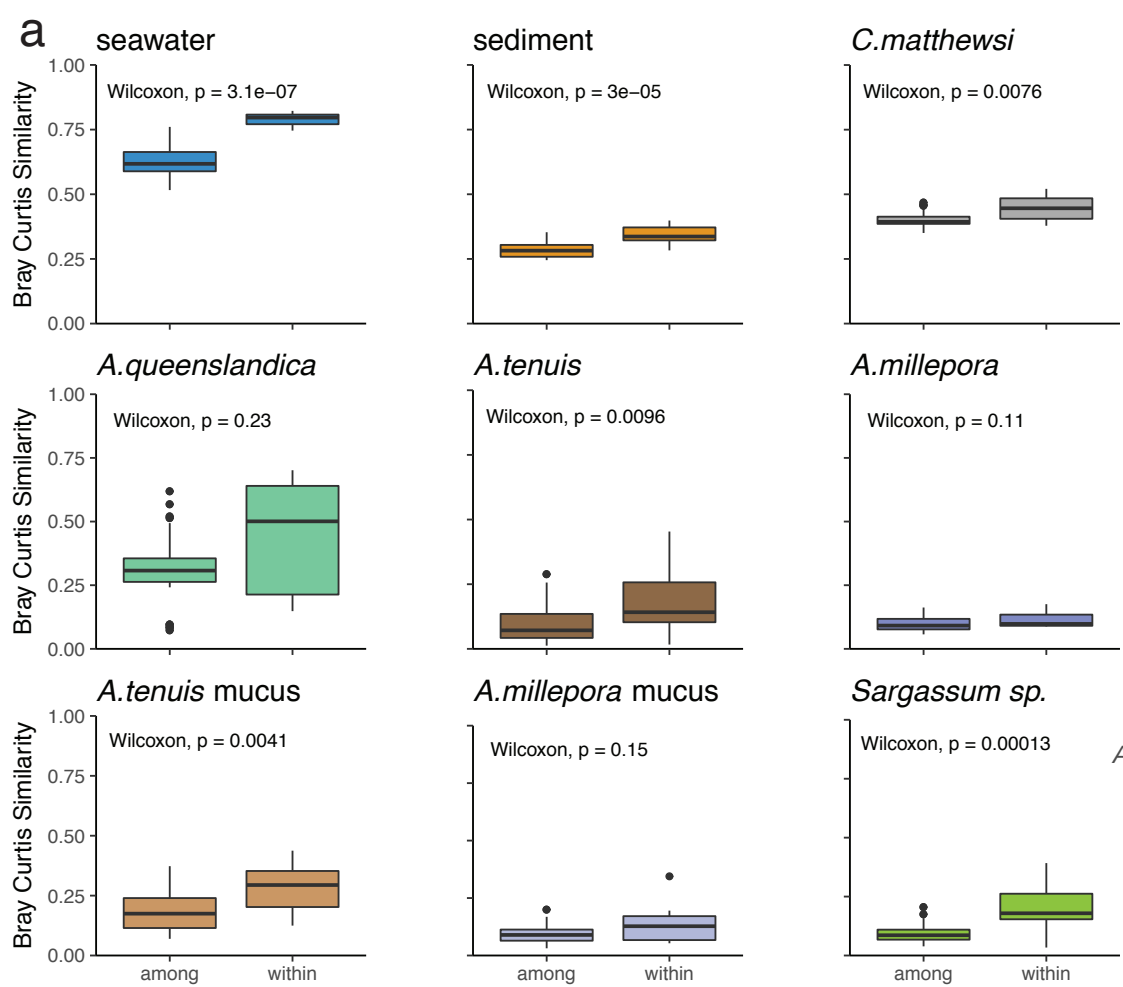 a
seawater
sediment
C.matthewsi
Bray Curtis Similarity
1.00
0.75
0.50
0.25
0.00
Wilcoxon, p = 3.1e−07
Wilcoxon, p = 3e−05
Wilcoxon, p = 0.0076
A.queenslandica
A.tenuis
A.millepora
Bray Curtis Similarity
1.00
0.75
0.50
0.25
0.00
Wilcoxon, p = 0.23
Wilcoxon, p = 0.0096
Wilcoxon, p = 0.11
A.tenuis mucus
A.millepora mucus
Sargassum sp.
Bray Curtis Similarity
1.00
0.75
0.50
0.25
0.00
Wilcoxon, p = 0.0041
Wilcoxon, p = 0.15
Wilcoxon, p = 0.00013
among within
among within
among within